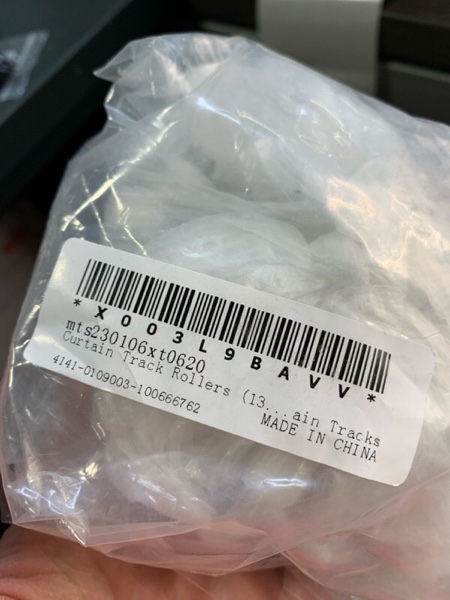 *X003L9BAVV*
mts230106xt0620
Curtain Track Rollers (13...ain Tracks
4141-0109003-100666762
MADE IN CHINA